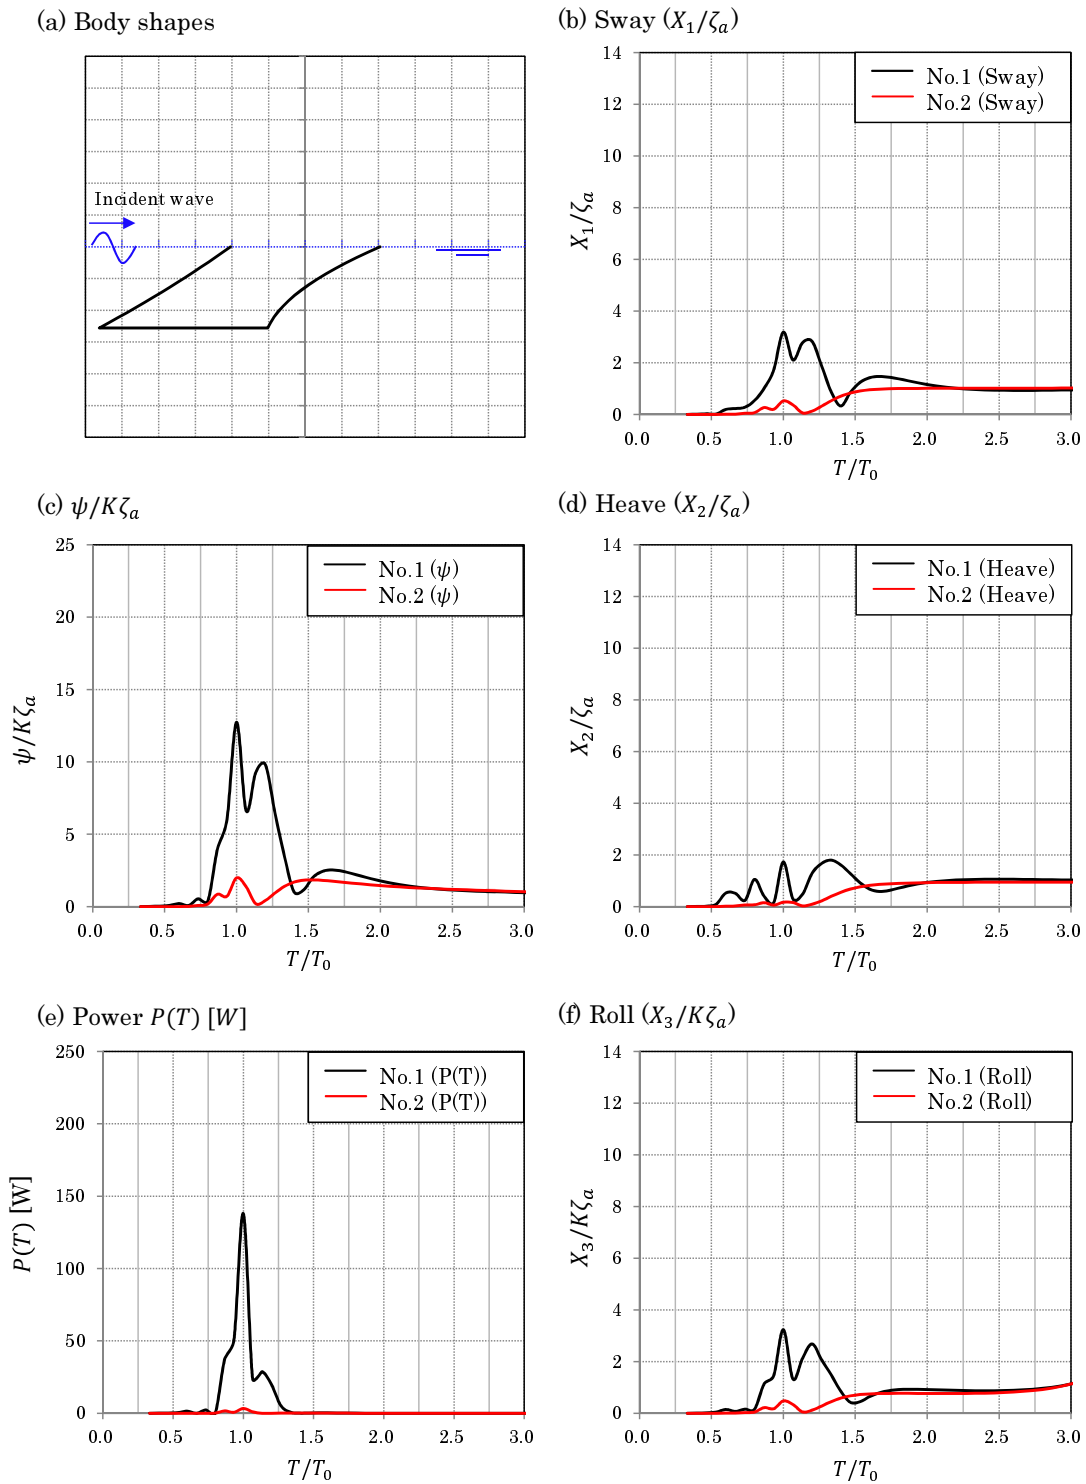 (a) Body shapes
Incident wave
(b) Sway (X₁/ζₐ)
14
12
10
8
6
4
2
0
X₁/ζₐ
No.1 (Sway)
No.2 (Sway)
0.0 0.5 1.0 1.5 2.0 2.5 3.0
T/T₀
(c) ψ/Kζₐ
25
20
15
10
5
0
ψ/Kζₐ
No.1 (ψ)
No.2 (ψ)
0.0 0.5 1.0 1.5 2.0 2.5 3.0
T/T₀
(d) Heave (X₂/ζₐ)
14
12
10
8
6
4
2
0
X₂/ζₐ
No.1 (Heave)
No.2 (Heave)
0.0 0.5 1.0 1.5 2.0 2.5 3.0
T/T₀
(e) Power P(T) [W]
250
200
150
100
50
0
P(T) [W]
No.1 (P(T))
No.2 (P(T))
0.0 0.5 1.0 1.5 2.0 2.5 3.0
T/T₀
(f) Roll (X₃/Kζₐ)
14
12
10
8
6
4
2
0
X₃/Kζₐ
No.1 (Roll)
No.2 (Roll)
0.0 0.5 1.0 1.5 2.0 2.5 3.0
T/T₀